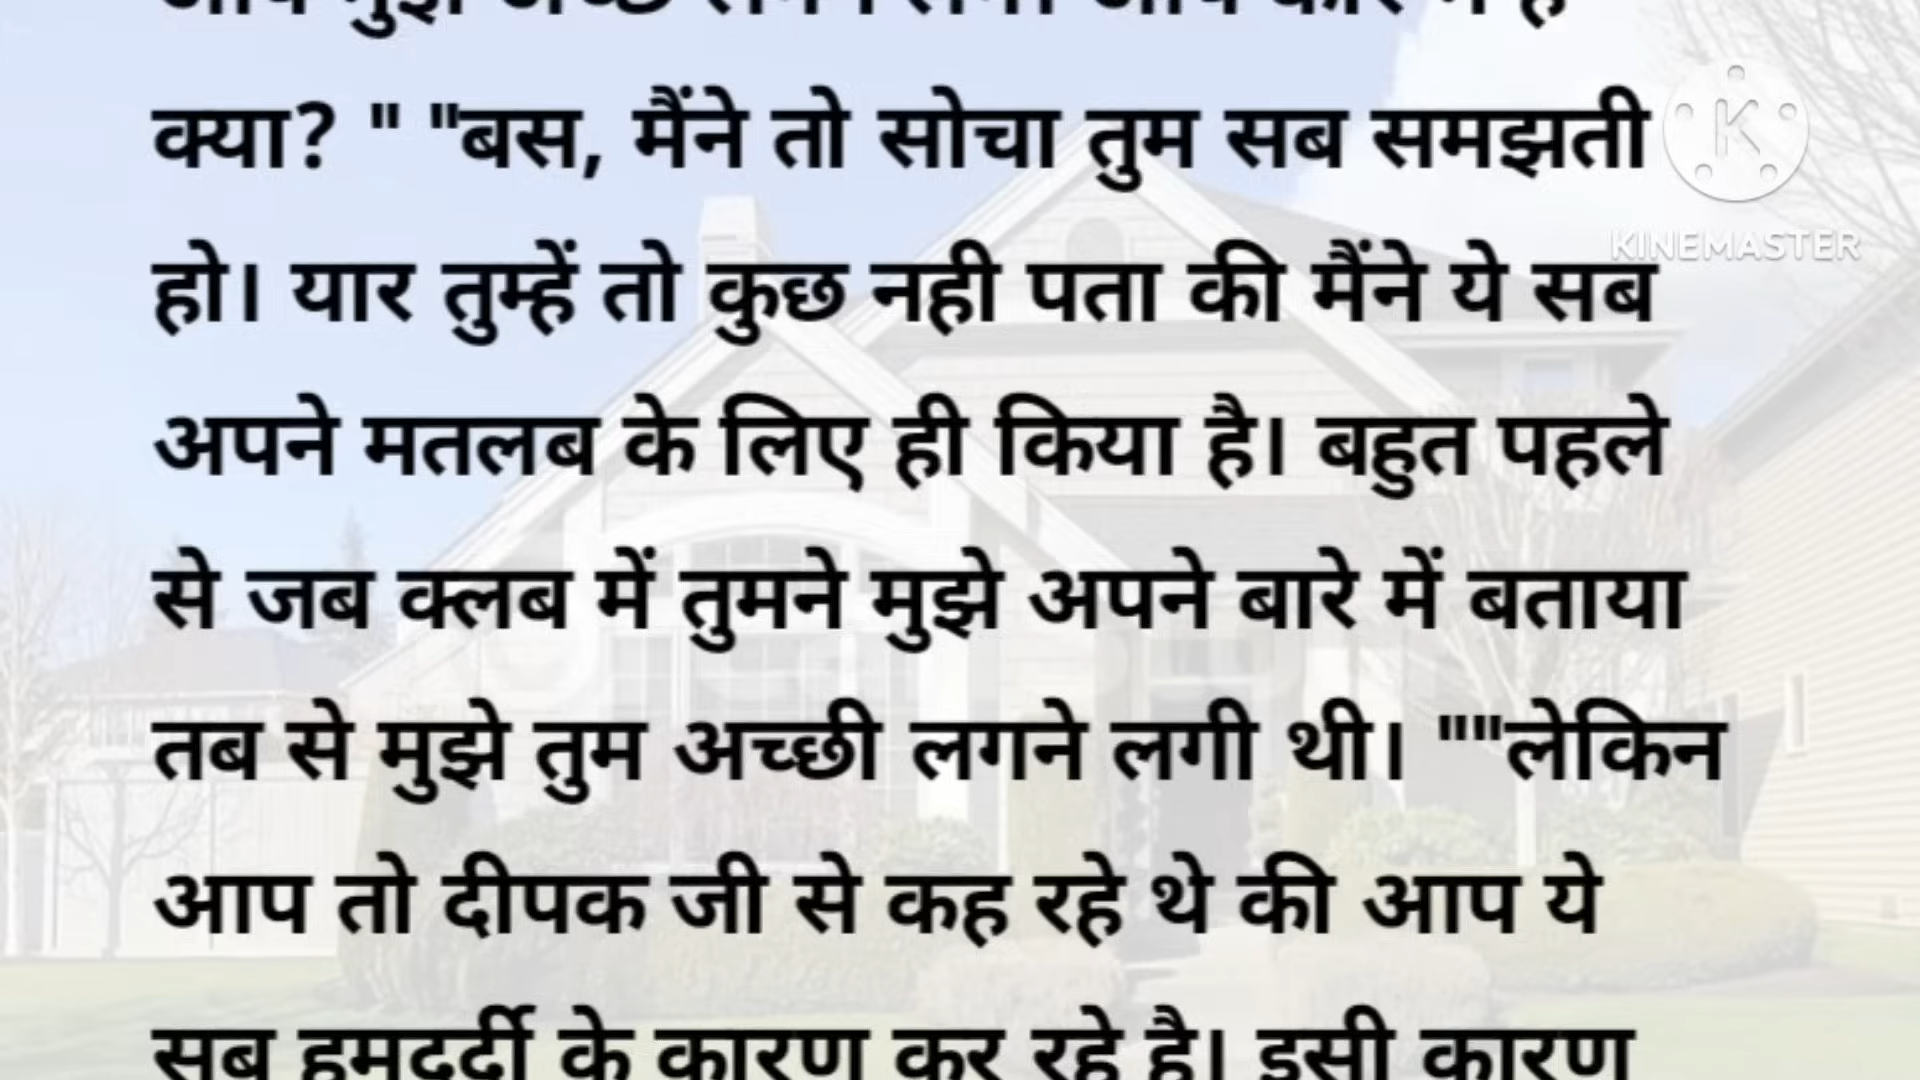 क्या? " "बस, मैंने तो सोचा तुम सब समझती
हो। यार तुम्हें तो कुछ नही पता की मैंने ये सब
अपने मतलब के लिए ही किया है। बहुत पहले
से जब क्लब में तुमने मुझे अपने बारे में बताया
तब से मुझे तुम अच्छी लगने लगी थी। ""लेकिन
आप तो दीपक जी से कह रहे थे की आप ये
सब हमदर्दी के कारण कर रहे है। इसी कारण
KINEMASTER